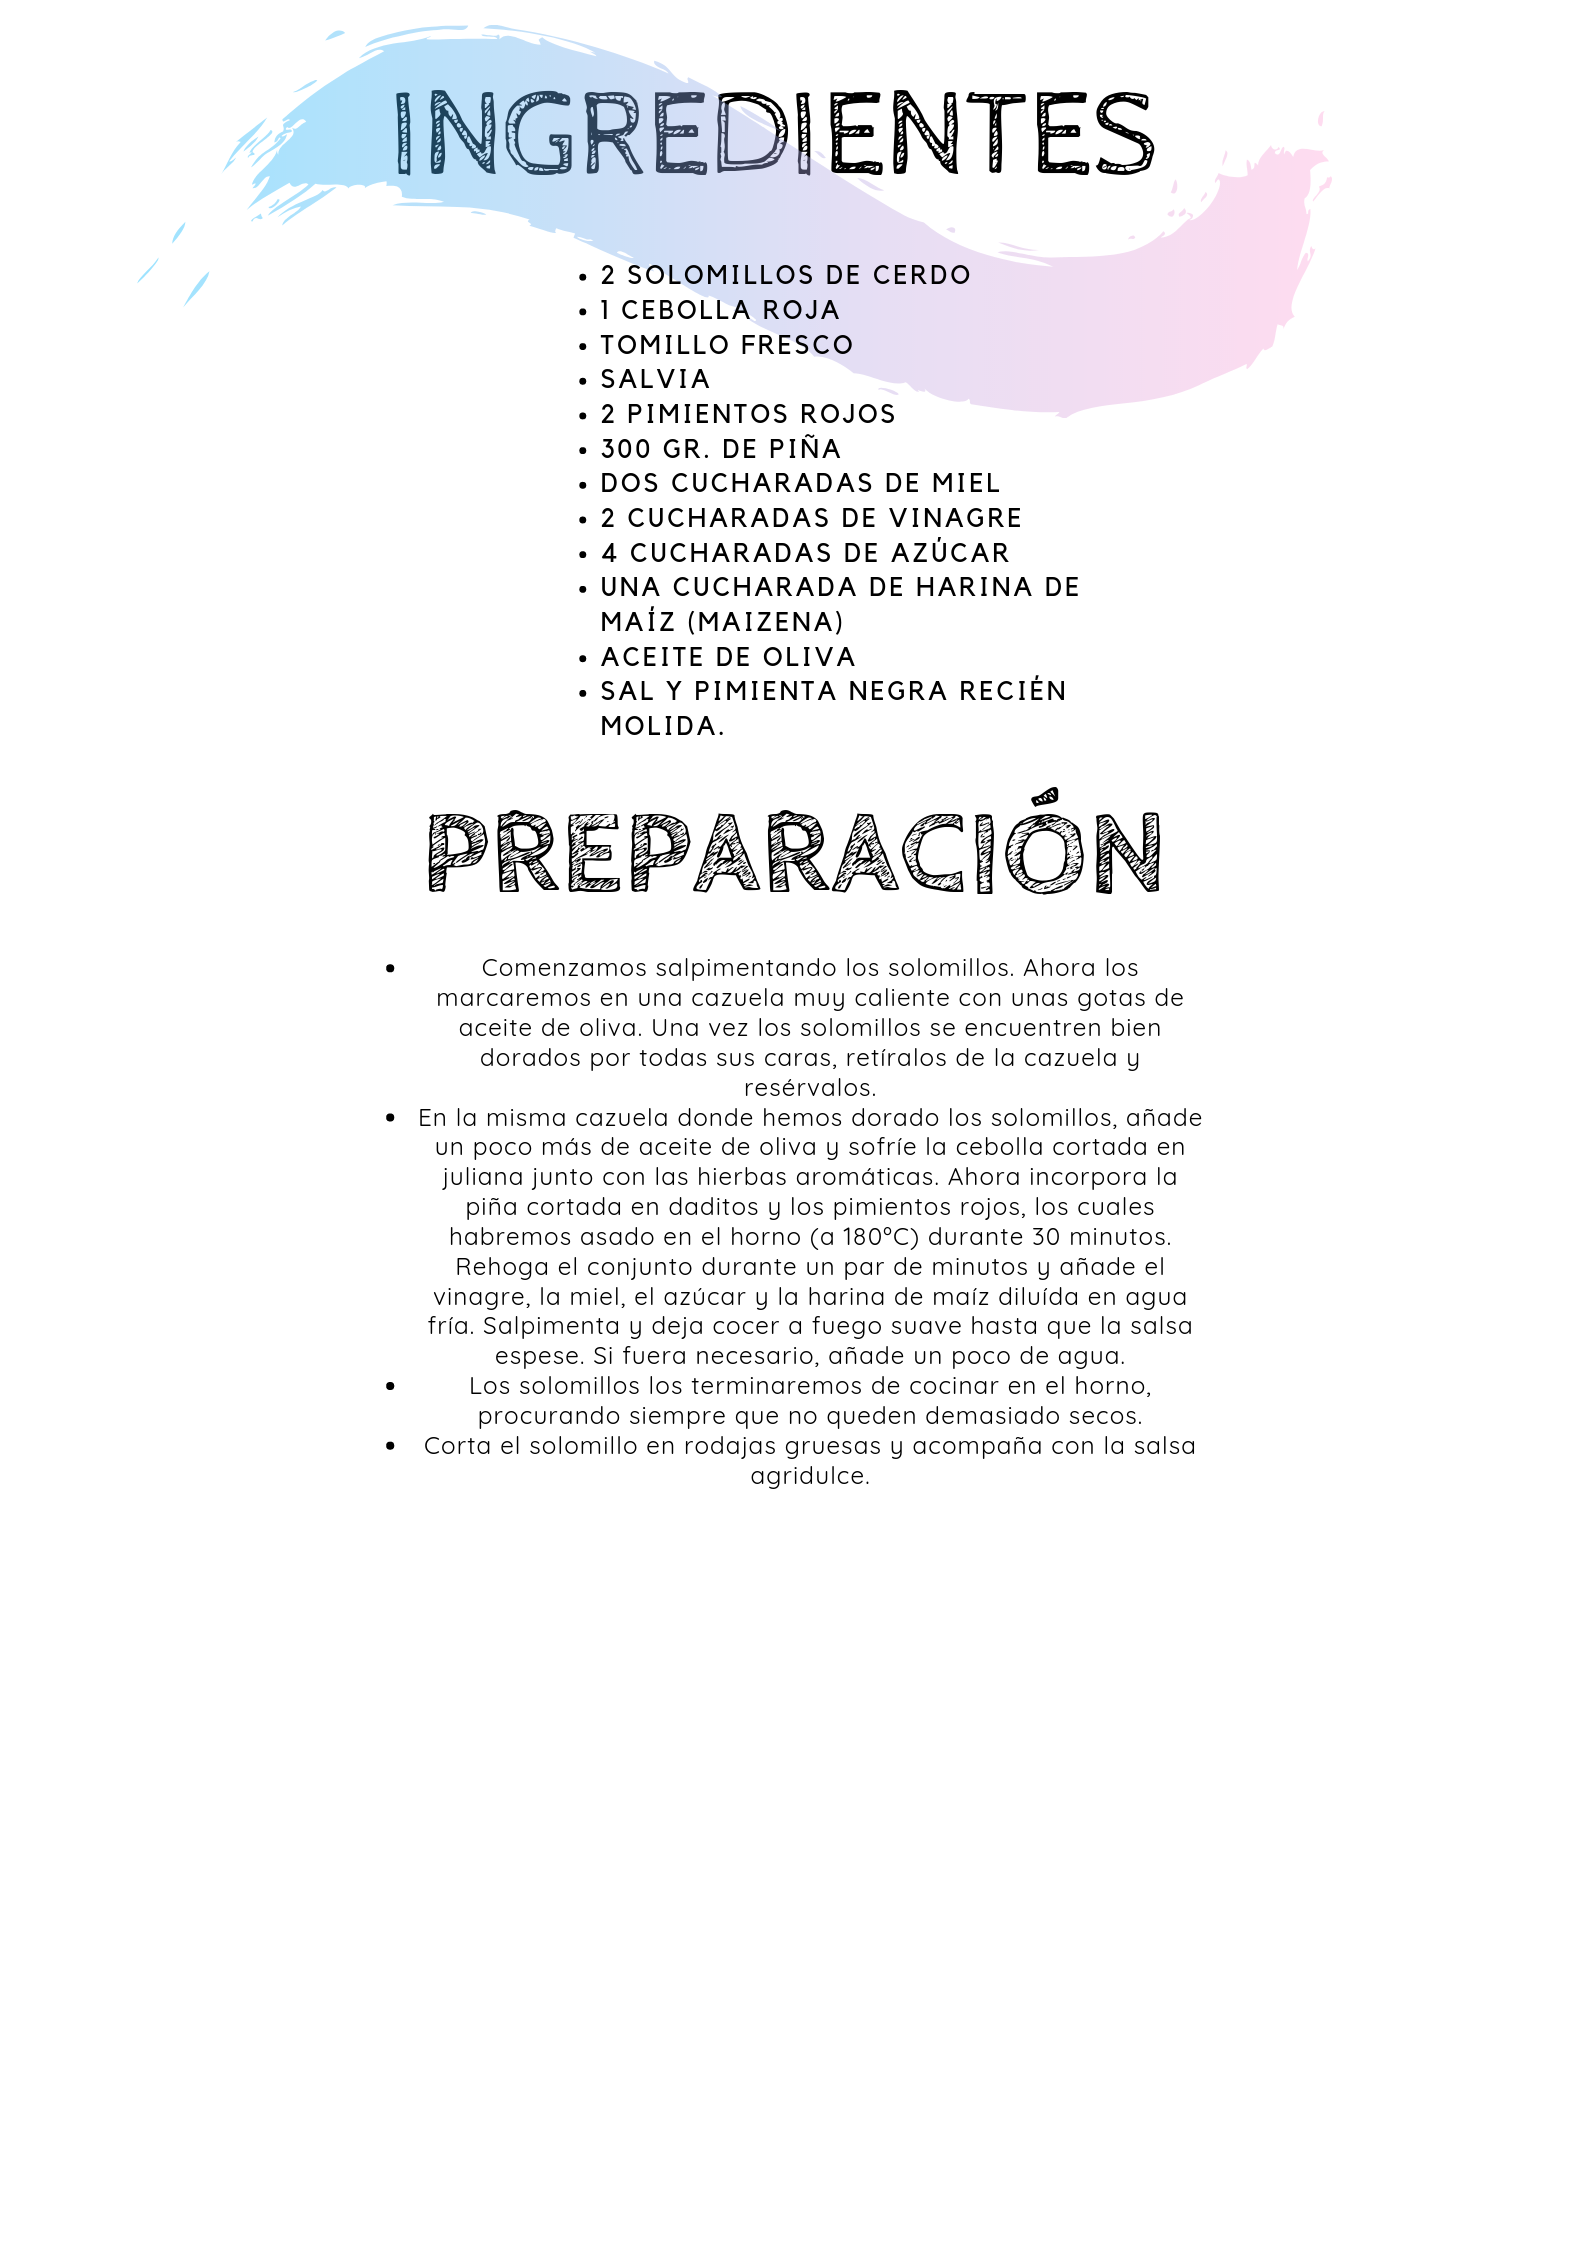 INGREDIENTES
• 2 SOLOMILLOS DE CERDO
• 1 CEBOLLA ROJA
• TOMILLO FRESCO
• SALVIA
• 2 PIMIENTOS ROJOS
• 300 GR. DE PIÑA
• DOS CUCHARADAS DE MIEL
• 2 CUCHARADAS DE VINAGRE
• 4 CUCHARADAS DE AZÚCAR
• UNA CUCHARADA DE HARINA DE
MAÍZ (MAIZENA)
• ACEITE DE OLIVA
• SAL Y PIMIENTA NEGRA RECIÉN
MOLIDA.
PREPARACIÓN
• Comenzamos salpimentando los solomillos. Ahora los
marcaremos en una cazuela muy caliente con unas gotas de
aceite de oliva. Una vez los solomillos se encuentren bien
dorados por todas sus caras, retíralos de la cazuela y
resérvalos.
• En la misma cazuela donde hemos dorado los solomillos, añade
un poco más de aceite de oliva y sofríe la cebolla cortada en
juliana junto con las hierbas aromáticas. Ahora incorpora la
piña cortada en daditos y los pimientos rojos, los cuales
habremos asado en el horno (a 180ºC) durante 30 minutos.
Rehoga el conjunto durante un par de minutos y añade el
vinagre, la miel, el azúcar y la harina de maíz diluída en agua
fría. Salpimenta y deja cocer a fuego suave hasta que la salsa
espese. Si fuera necesario, añade un poco de agua.
• Los solomillos los terminaremos de cocinar en el horno,
procurando siempre que no queden demasiado secos.
• Corta el solomillo en rodajas gruesas y acompaña con la salsa
agridulce.